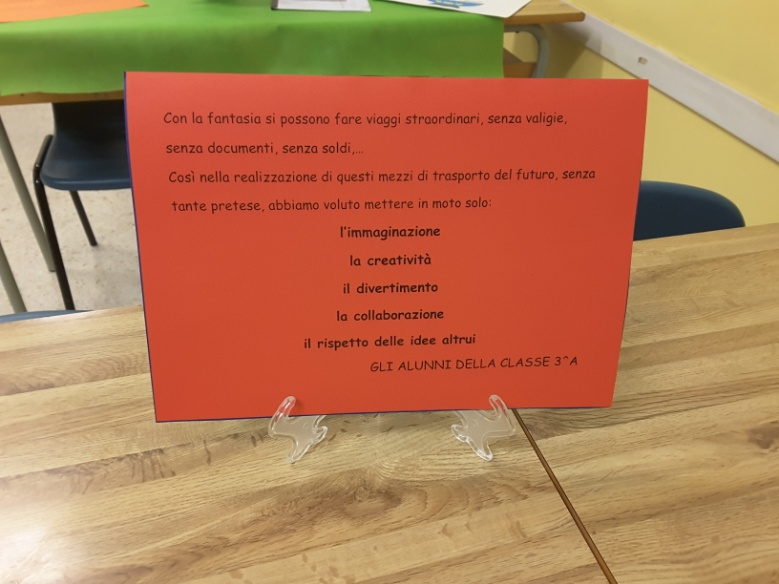 Con la fantasia si possono fare viaggi straordinari, senza valigie,
senza documenti, senza soldi,...
Così nella realizzazione di questi mezzi di trasporto del futuro, senza
tante pretese, abbiamo voluto mettere in moto solo:
l'immaginazione
la creatività
il divertimento
la collaborazione
il rispetto delle idee altrui
GLI ALUNNI DELLA CLASSE 3^A